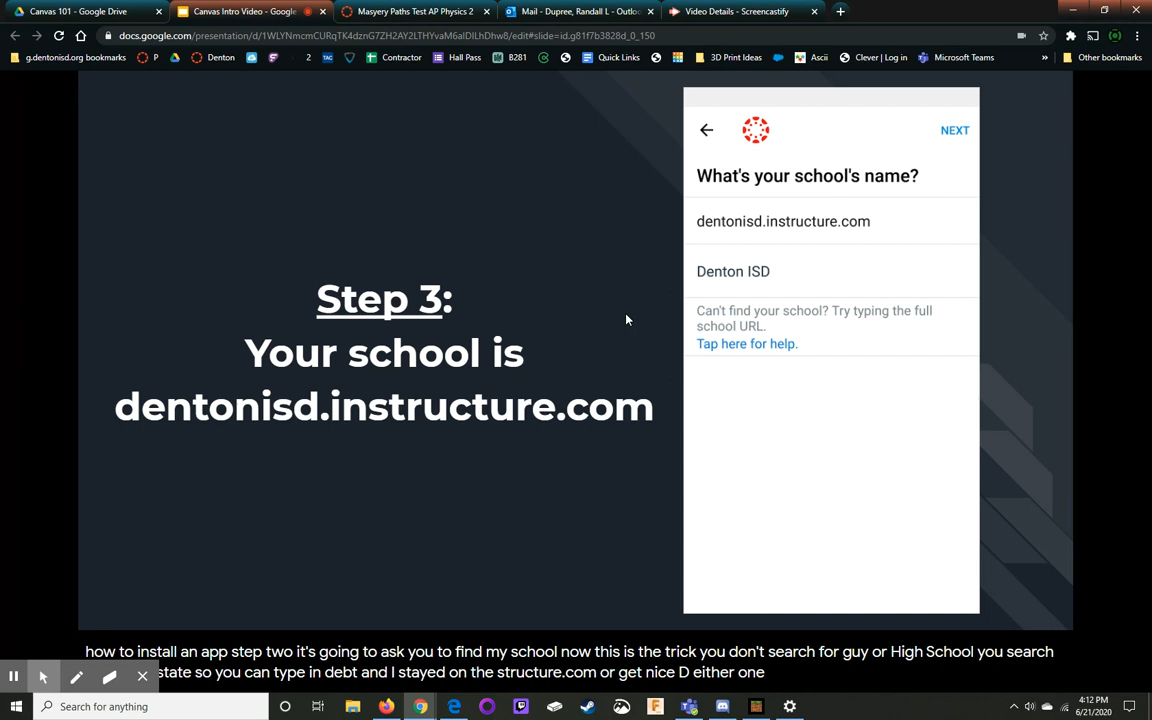 Canvas 101 - Google Drive
Canvas Intro Video - Google
Masyery Paths Test AP Physics 2
Mail - Dupree, Randall L - Outloo
Video Details - Screencastify
docs.google.com/presentation/d/1WLYNmcmCURqTK4dznG7ZH2AY2LTHYvaM6alDILhDhw8/edit#slide=id.g81f7b3828d_0_150
g.dentonisd.org bookmarks
P
Denton
2
TAC
Contractor
Hall Pass
B281
Quick Links
3D Print Ideas
Ascii
Clever | Log in
Microsoft Teams
»
Other bookmarks
Step 3:
Your school is
dentonisd.instructure.com
NEXT
What's your school's name?
dentonisd.instructure.com
Denton ISD
Can't find your school? Try typing the full
school URL.
Tap here for help.
how to install an app step two it's going to ask you to find my school now this is the trick you don't search for guy or High School you search
state so you can type in debt and I stayed on the structure.com or get nice D either one
Search for anything
4:12 PM
6/21/2020